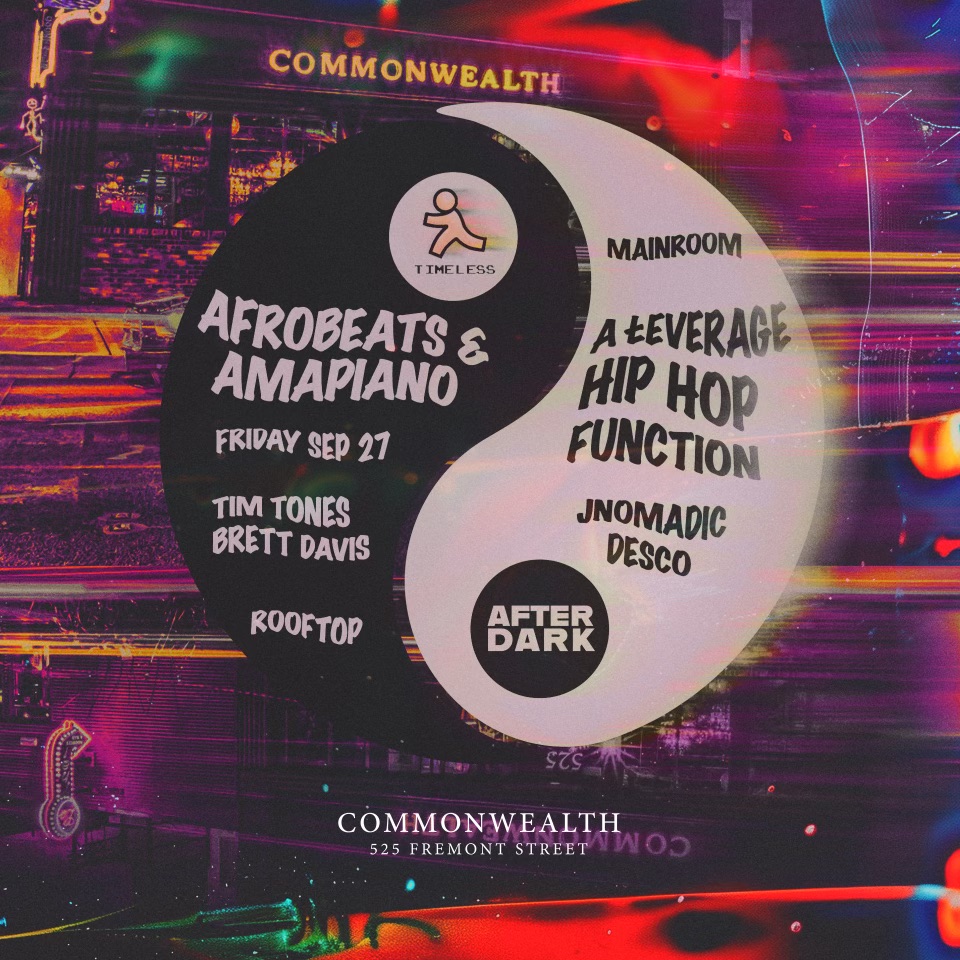 COMMONWEALTH
TIMELESS
AFROBEATS &
AMAPIANO
FRIDAY SEP 27
TIM TONES
BRETT DAVIS
ROOFTOP
MAINROOM
A ŁEVERAGE
HIP HOP
FUNCTION
JNOMADIC
DESCO
AFTER
DARK
525
COMMONWEALTH
COMMONWEALTH
525 FREMONT STREET